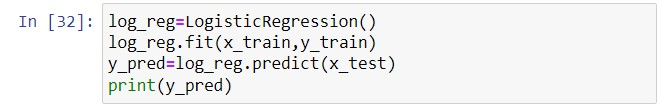 In [32]: log_reg=LogisticRegression()
log_reg.fit(x_train,y_train)
y_pred=log_reg.predict(x_test)
print(y_pred)